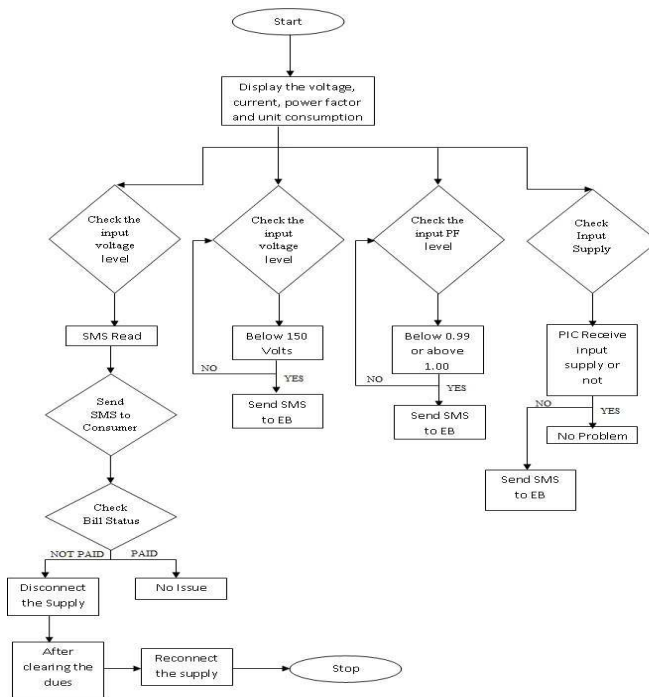 Start
Display the voltage,
current, power factor
and unit consumption
Check the
input
voltage
level
Check the
input
voltage
level
Check the
input PF
level
Check
Input
Supply
SMS Read
Below 150
Volts
Below 0.99
or above
1.00
PIC Receive
input
supply or
not
NO
YES
NO
YES
NO
YES
Send
SMS to
Consumer
Send SMS
to EB
Send SMS
to EB
No Problem
Send SMS
to EB
Check
Bill Status
NOT PAID
PAID
Disconnect
the Supply
No Issue
After
clearing the
dues
Reconnect
the supply
Stop